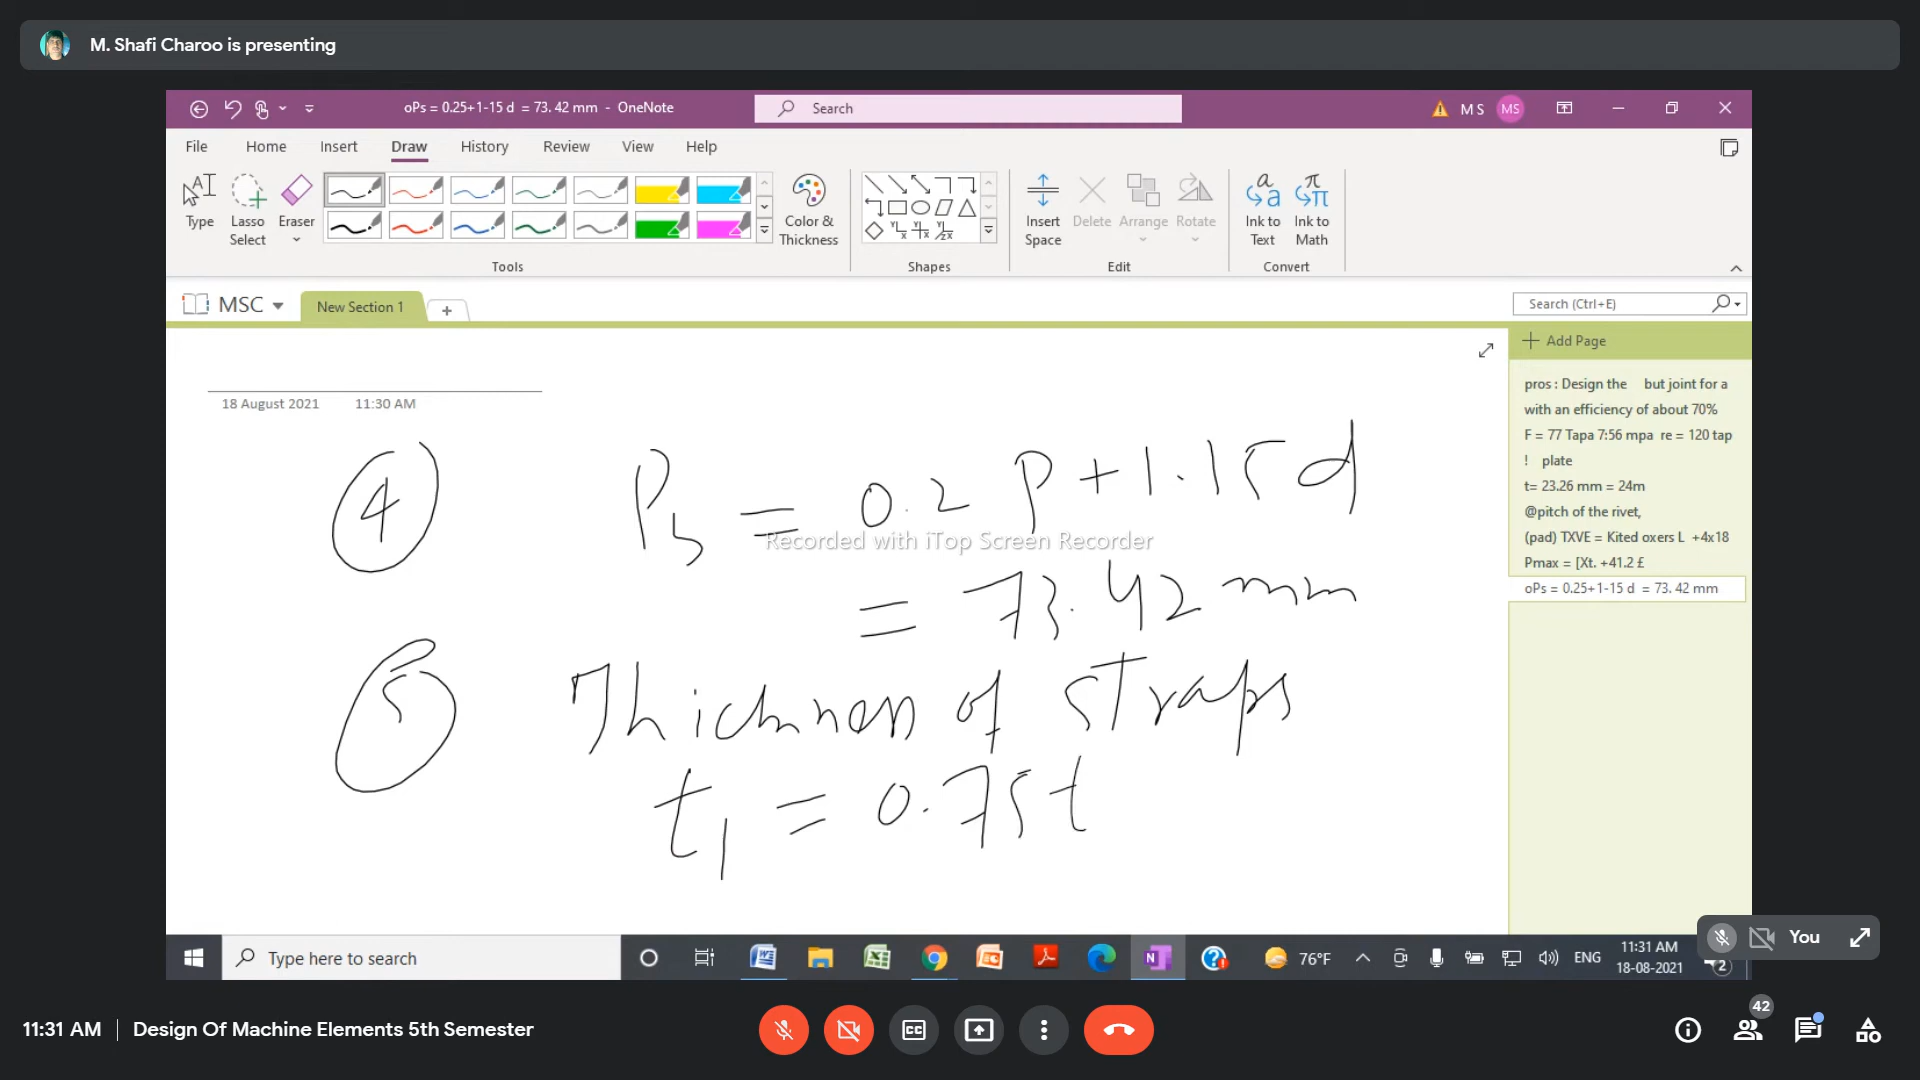 M. Shafi Charoo is presenting
oPs = 0.25+1-15 d = 73. 42 mm - OneNote
Search
M S
MS
File Home Insert Draw History Review View Help
Type
Lasso Select
Eraser
Color & Thickness
Insert Space
Delete
Arrange
Rotate
Ink to Text
Ink to Math
Tools
Shapes
Edit
Convert
MSC
New Section 1
Search (Ctrl+E)
Add Page
pros : Design the but joint for a
with an efficiency of about 70%
F = 77 Tapa 7:56 mpa re = 120 tap
! plate
t= 23.26 mm = 24m
@pitch of the rivet,
(pad) TXVE = Kited oxers L +4x18
Pmax = [Xt. +41.2 £
oPs = 0.25+1-15 d = 73. 42 mm
18 August 2021 11:30 AM
④ Pb = 0.2 P + 1.15 d
Recorded with iTop Screen Recorder
= 73.42 mm
⑤ Thickness of straps
t1 = 0.75t
Type here to search
76°F
ENG
11:31 AM
18-08-2021
2
You
11:31 AM | Design Of Machine Elements 5th Semester
CC
42